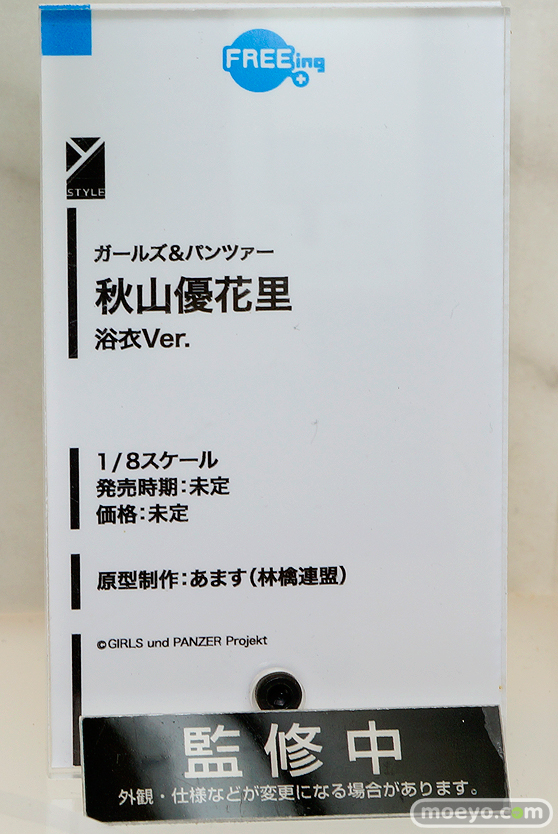 FREEing
STYLE
ガールズ&パンツァー
秋山優花里
浴衣Ver.
1/8スケール
発売時期:未定
価格:未定
原型制作:あます(林檎連盟)
©GIRLS und PANZER Projekt
監修中
外観・仕様などが変更になる場合があります。
moeyo.com